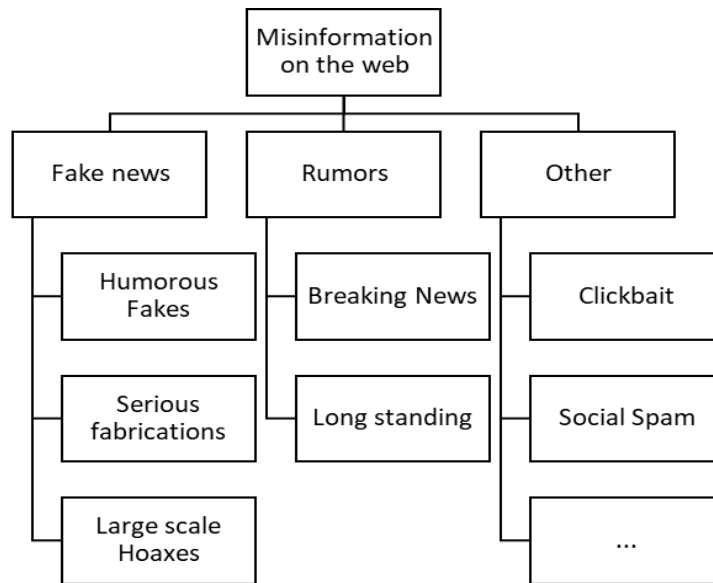 Misinformation
on the web
Fake news
Rumors
Other
Humorous
Fakes
Breaking News
Clickbait
Serious
fabrications
Long standing
Social Spam
Large scale
Hoaxes
...